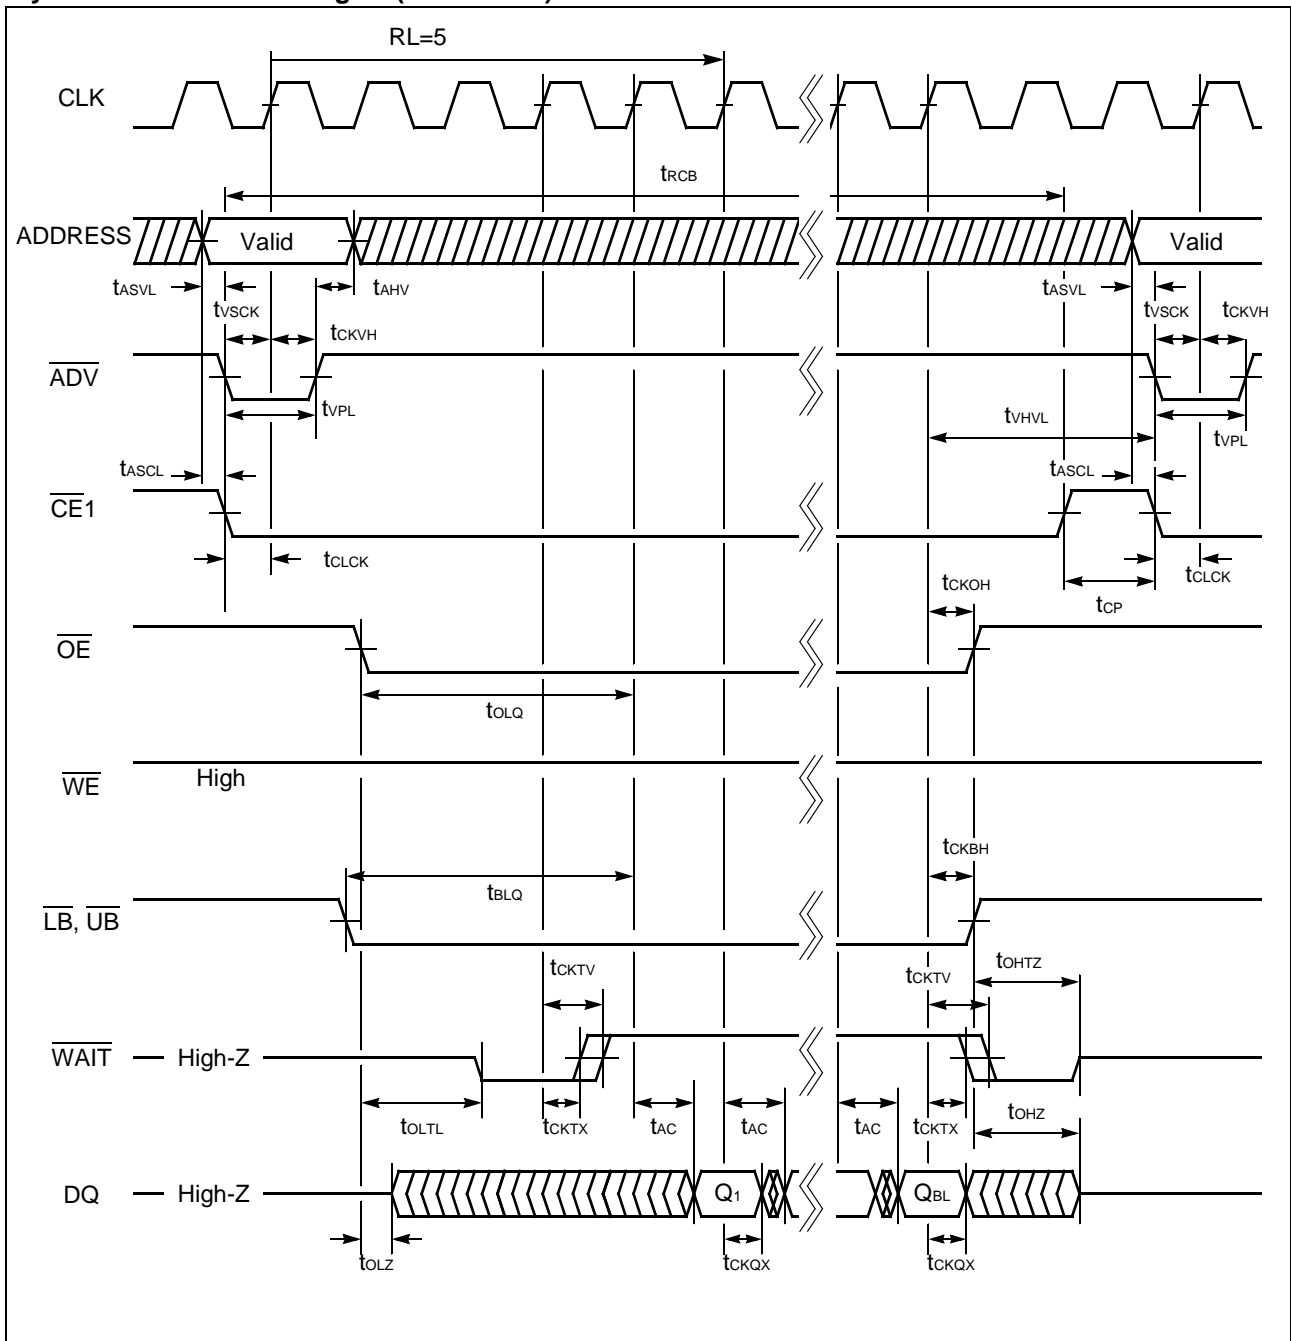 RL=5
CLK
tRCB
ADDRESS Valid Valid
tASVL tAHV tASVL
tVSCK tCKVH tVSCK tCKVH
ADV
tVPL tVHVL tVPL
tASCL tASCL
CE1
tCLCK tCLCK
tCKOH tCP
OE
tOLQ
WE High
tCKBH
tBLQ
LB, UB
tCKTV tCKTV tOHTZ
WAIT High-Z
tOLTL tCKTX tAC tAC tAC tCKTX tOHZ
DQ High-Z Q1 QBL
tOLZ tCKQX tCKQX